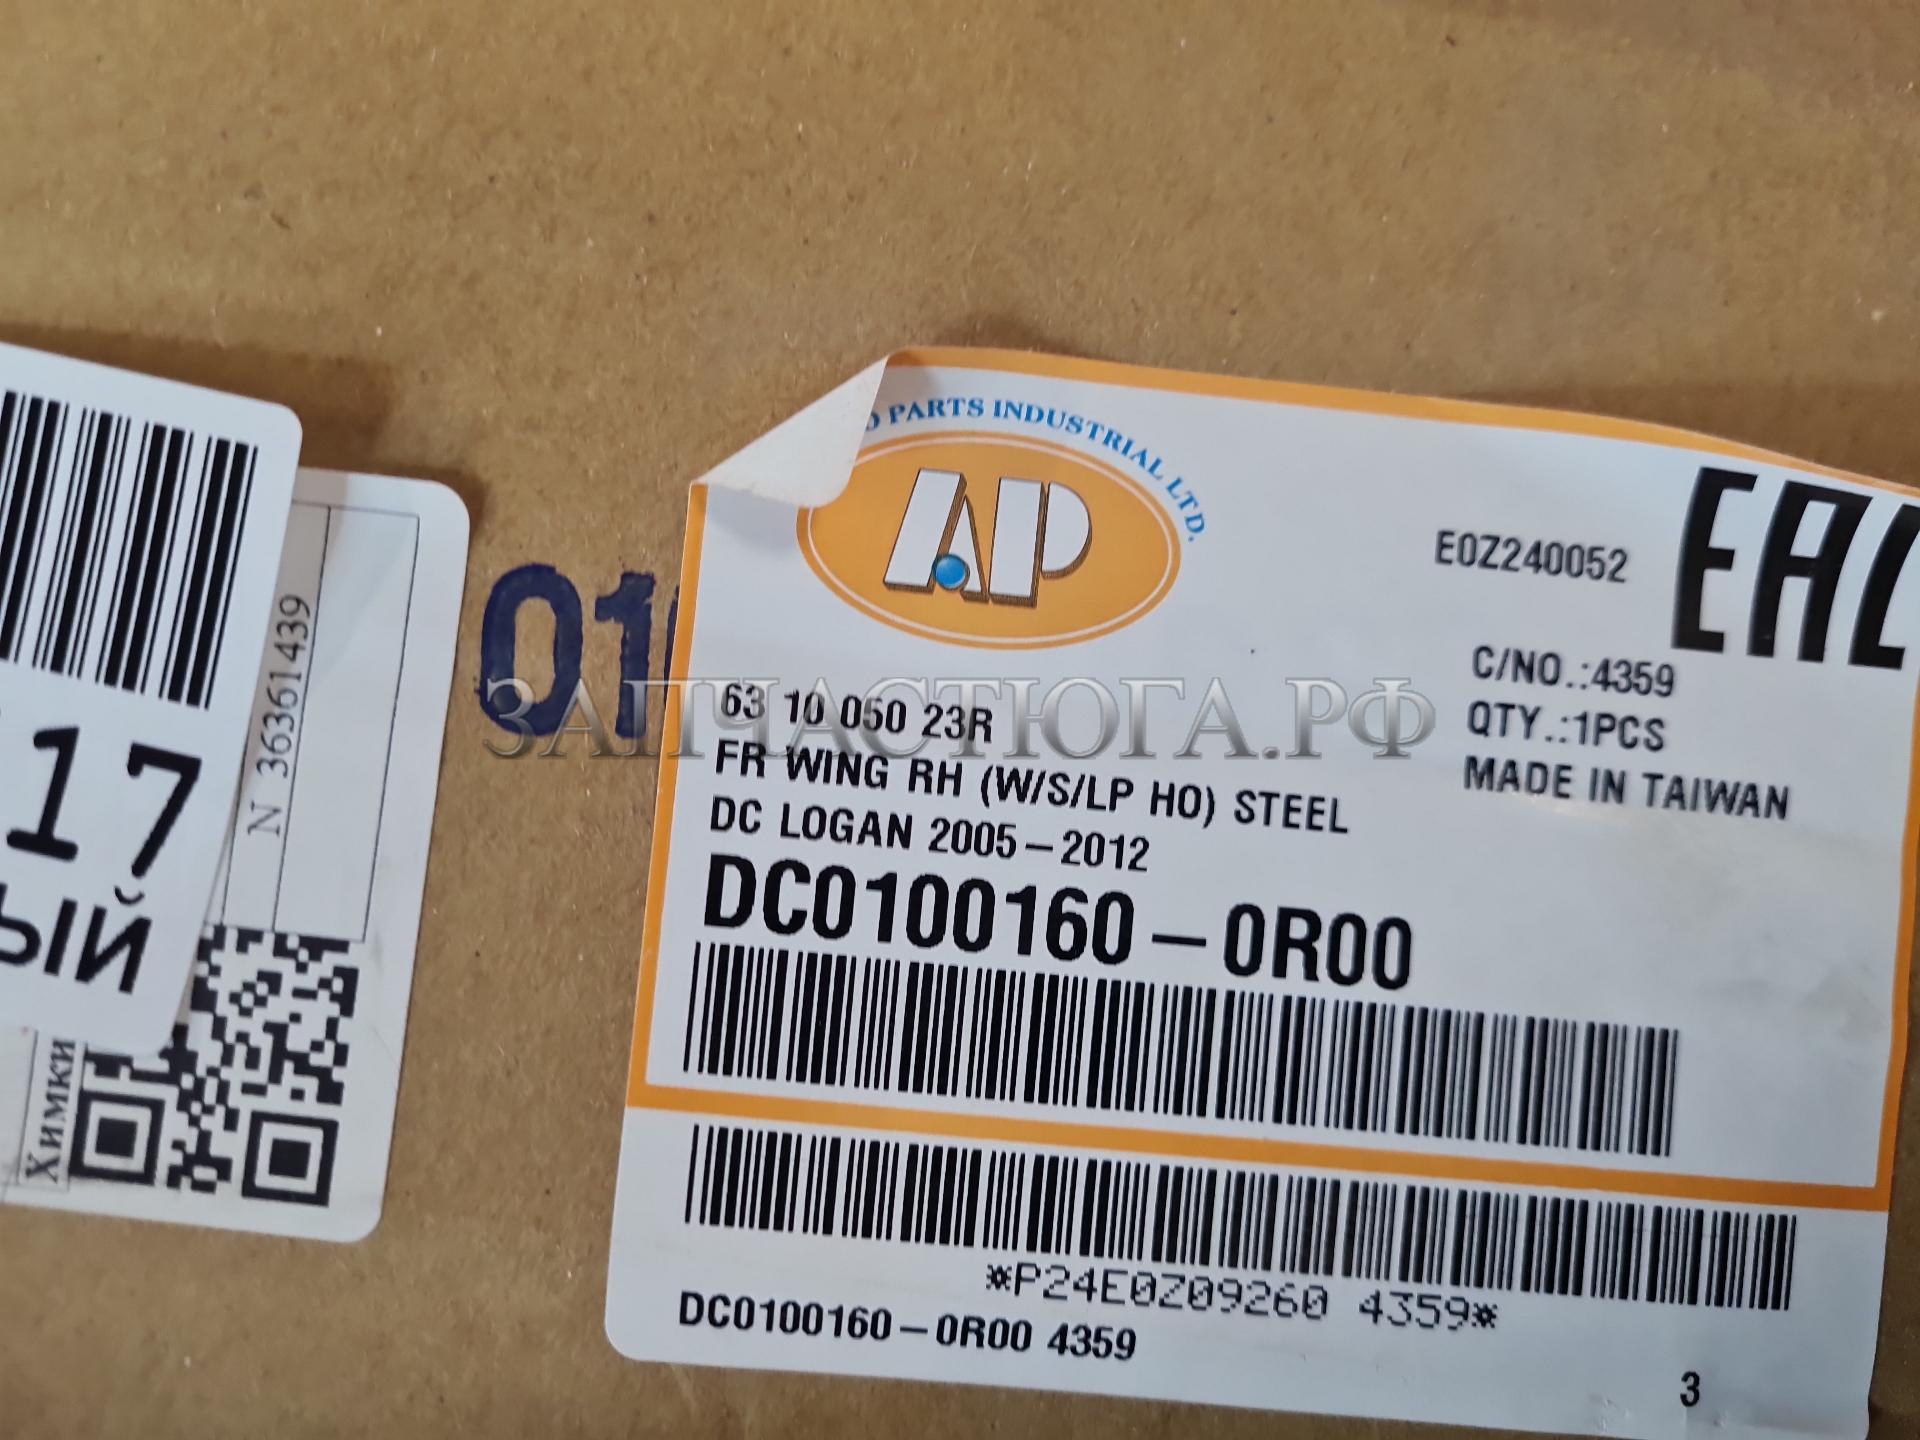 17
ЫЙ
N 36361439
Химки
01
PARTS INDUSTRIAL LTD.
AP
E0Z240052
EAC
C/NO.:4359
QTY.:1PCS
MADE IN TAIWAN
63 10 050 23R
FR WING RH (W/S/LP HO) STEEL
DC LOGAN 2005-2012
DC0100160-0R00
*P24E0Z09260 4359*
DC0100160-0R00 4359
3
ЗАПЧАСТЮГА.РФ